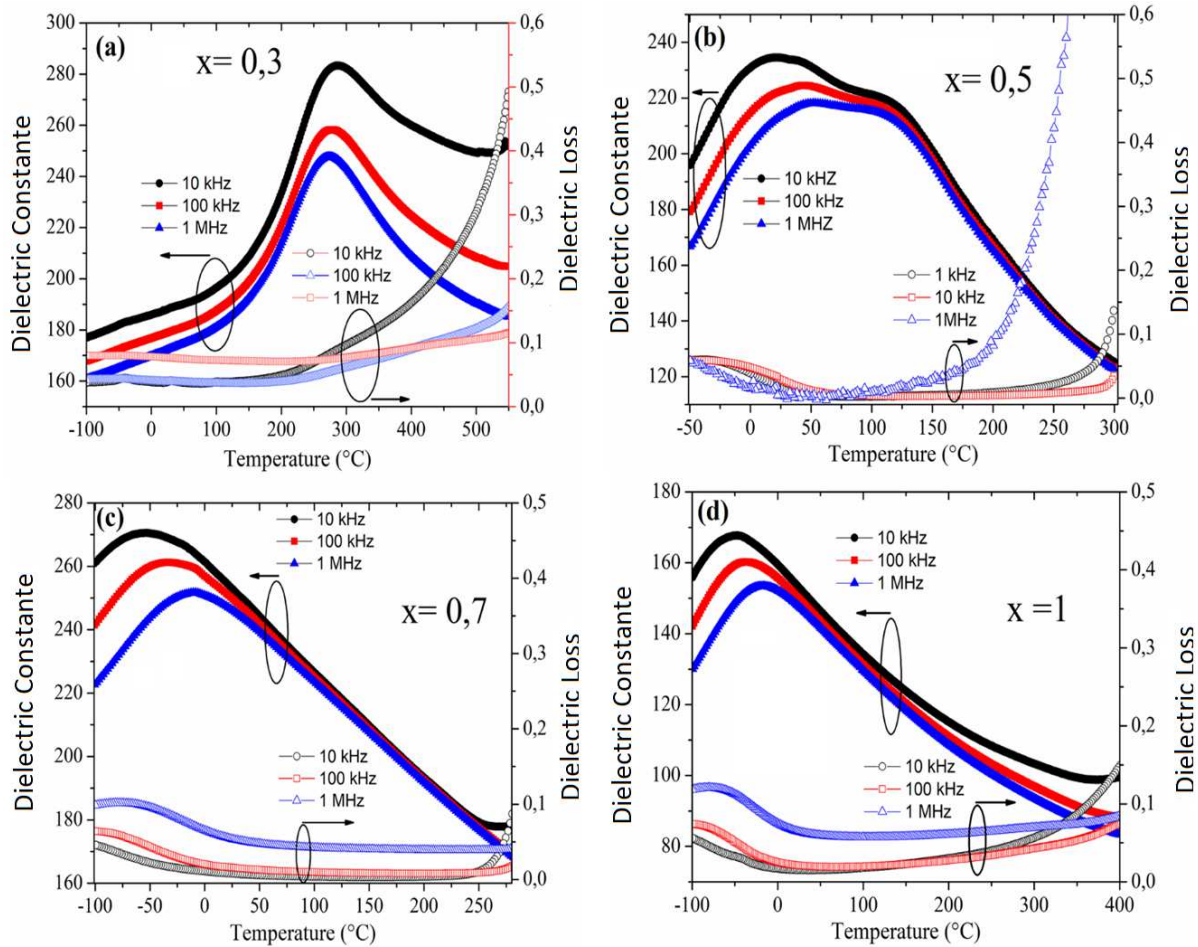 (a)
x= 0,3
Dielectric Constante
300
280
260
240
220
200
180
160
10 kHz
100 kHz
1 MHz
10 kHz
100 kHz
1 MHz
0,6
0,5
0,4
0,3
0,2
0,1
0,0
Dielectric Loss
-100 0 100 200 300 400 500
Temperature (°C)
(b)
x= 0,5
Dielectric Constante
240
220
200
180
160
140
120
10 kHZ
100 kHz
1 MHZ
1 kHz
10 kHz
1MHz
0,6
0,5
0,4
0,3
0,2
0,1
0,0
Dielectric Loss
-50 0 50 100 150 200 250 300
Temperature (°C)
(c)
x= 0,7
Dielectric Constante
280
260
240
220
200
180
160
10 kHz
100 kHz
1 MHz
10 kHz
100 kHz
1 MHz
0,5
0,4
0,3
0,2
0,1
0,0
Dielectric Loss
-100 -50 0 50 100 150 200 250
Temperature (°C)
(d)
x =1
Dielectric Constante
180
160
140
120
100
80
10 kHz
100 kHz
1 MHz
10 kHz
100 kHz
1 MHz
0,5
0,4
0,3
0,2
0,1
0,0
Dielectric Loss
-100 0 100 200 300 400
Temperature (°C)